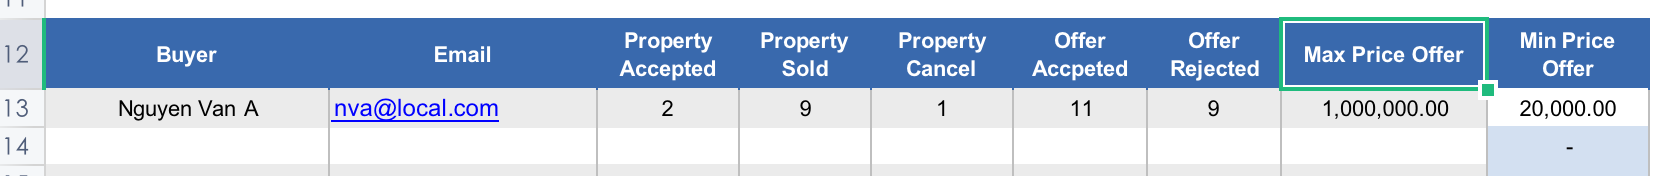 12
Buyer
Email
Property
Accepted
Property
Sold
Property
Cancel
Offer
Accpeted
Offer
Rejected
Max Price Offer
Min Price
Offer
13
Nguyen Van A
nva@local.com
2
9
1
11
9
1,000,000.00
20,000.00
14
-